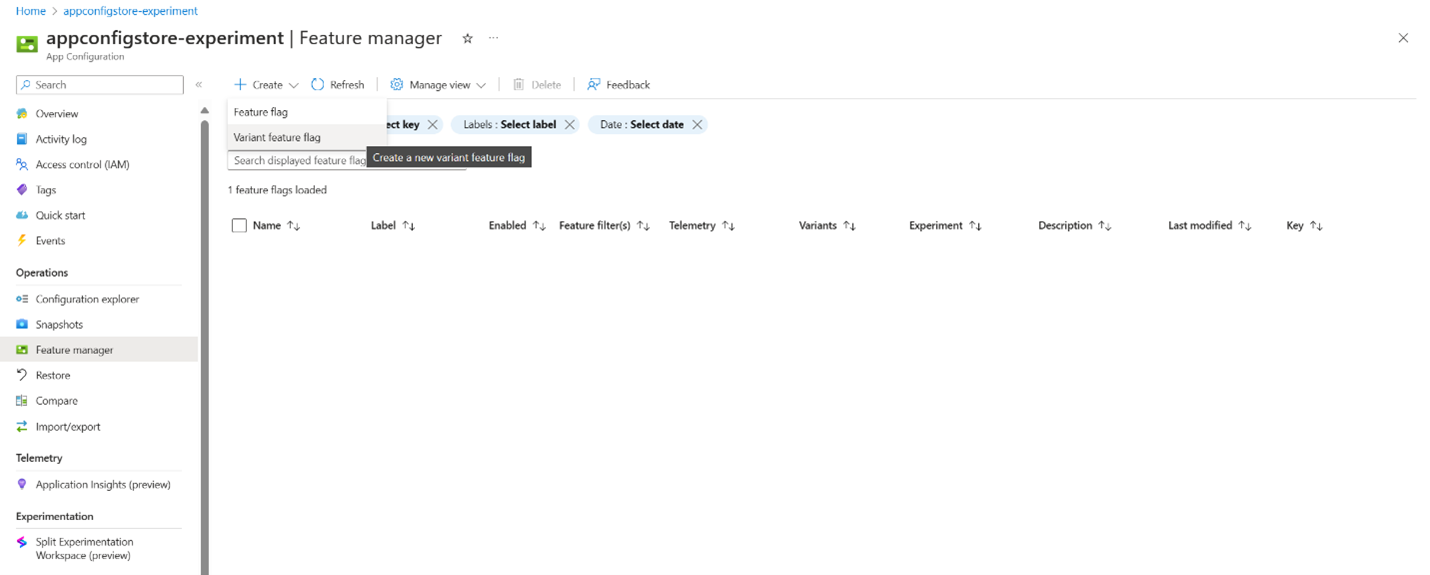 Home > appconfigstore-experiment
appconfigstore-experiment | Feature manager
App Configuration
Search
Create
Refresh
Manage view
Delete
Feedback
Overview
Activity log
Access control (IAM)
Tags
Quick start
Events
Operations
Configuration explorer
Snapshots
Feature manager
Restore
Compare
Import/export
Telemetry
Application Insights (preview)
Experimentation
Split Experimentation
Workspace (preview)
Feature flag
Variant feature flag
Create a new variant feature flag
key
Labels : Select label
Date : Select date
Search displayed feature
1 feature flags loaded
Name
Label
Enabled
Feature filter(s)
Telemetry
Variants
Experiment
Description
Last modified
Key